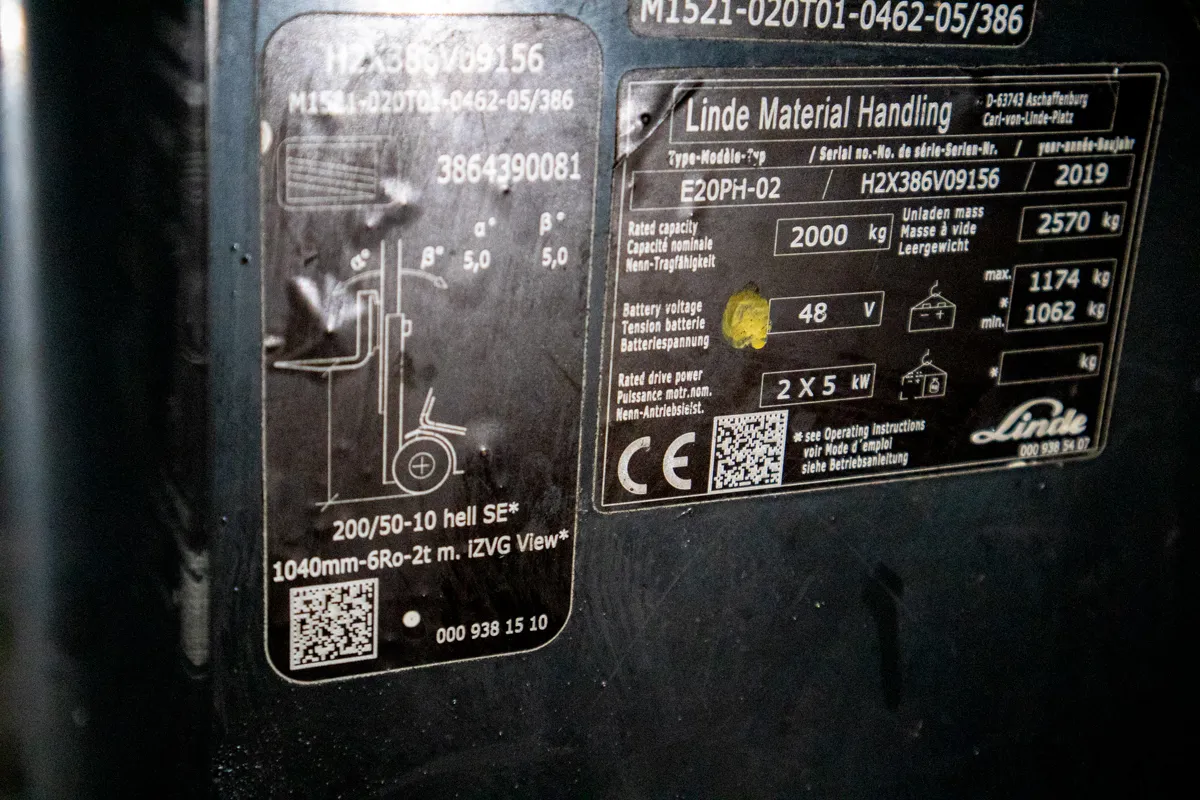 M1521-020T01-0462-05/386
H2X386V09156
M1521-020T01-0462-05/386
3864390081
α° β°
α° β° 5,0 5,0
200/50-10 hell SE*
1040mm-6Ro-2t m. iZVG View*
000 938 15 10
Linde Material Handling
D-63743 Aschaffenburg
Carl-von-Linde-Platz
Type-Modèle-Typ / Serial no.-No. de série-Serien-Nr. / year-année-Baujahr
E20PH-02 / H2X386V09156 / 2019
Rated capacity
Capacité nominale
Nenn-Tragfähigkeit
2000 kg
Unladen mass
Masse à vide
Leergewicht
2570 kg
Battery voltage
Tension batterie
Batteriespannung
48 V
- +
max. 1174 kg
*
min. 1062 kg
Rated drive power
Puissance motr.nom.
Nenn-Antriebsleist.
2 X 5 kW
* kg
CE
*see Operating Instructions
voir Mode d'emploi
siehe Betriebsanleitung
Linde
000 938 54 07